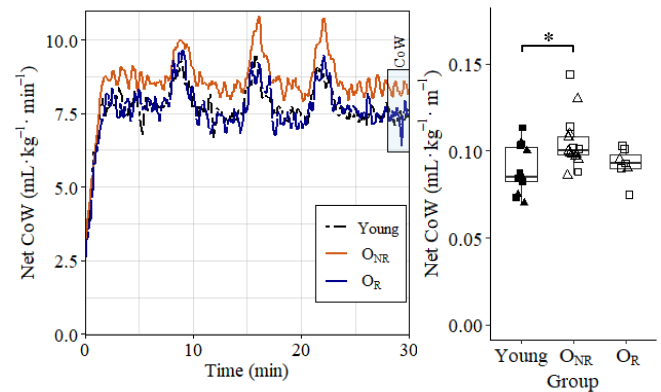 Net CoW (mL·kg⁻¹· min⁻¹)
10.0
7.5
5.0
2.5
0.0
CoW
Young
O_NR
O_R
0
10
20
30
Time (min)
Net CoW (mL·kg⁻¹· m⁻¹)
0.15
0.10
0.05
0.00
*
Young O_NR O_R
Group